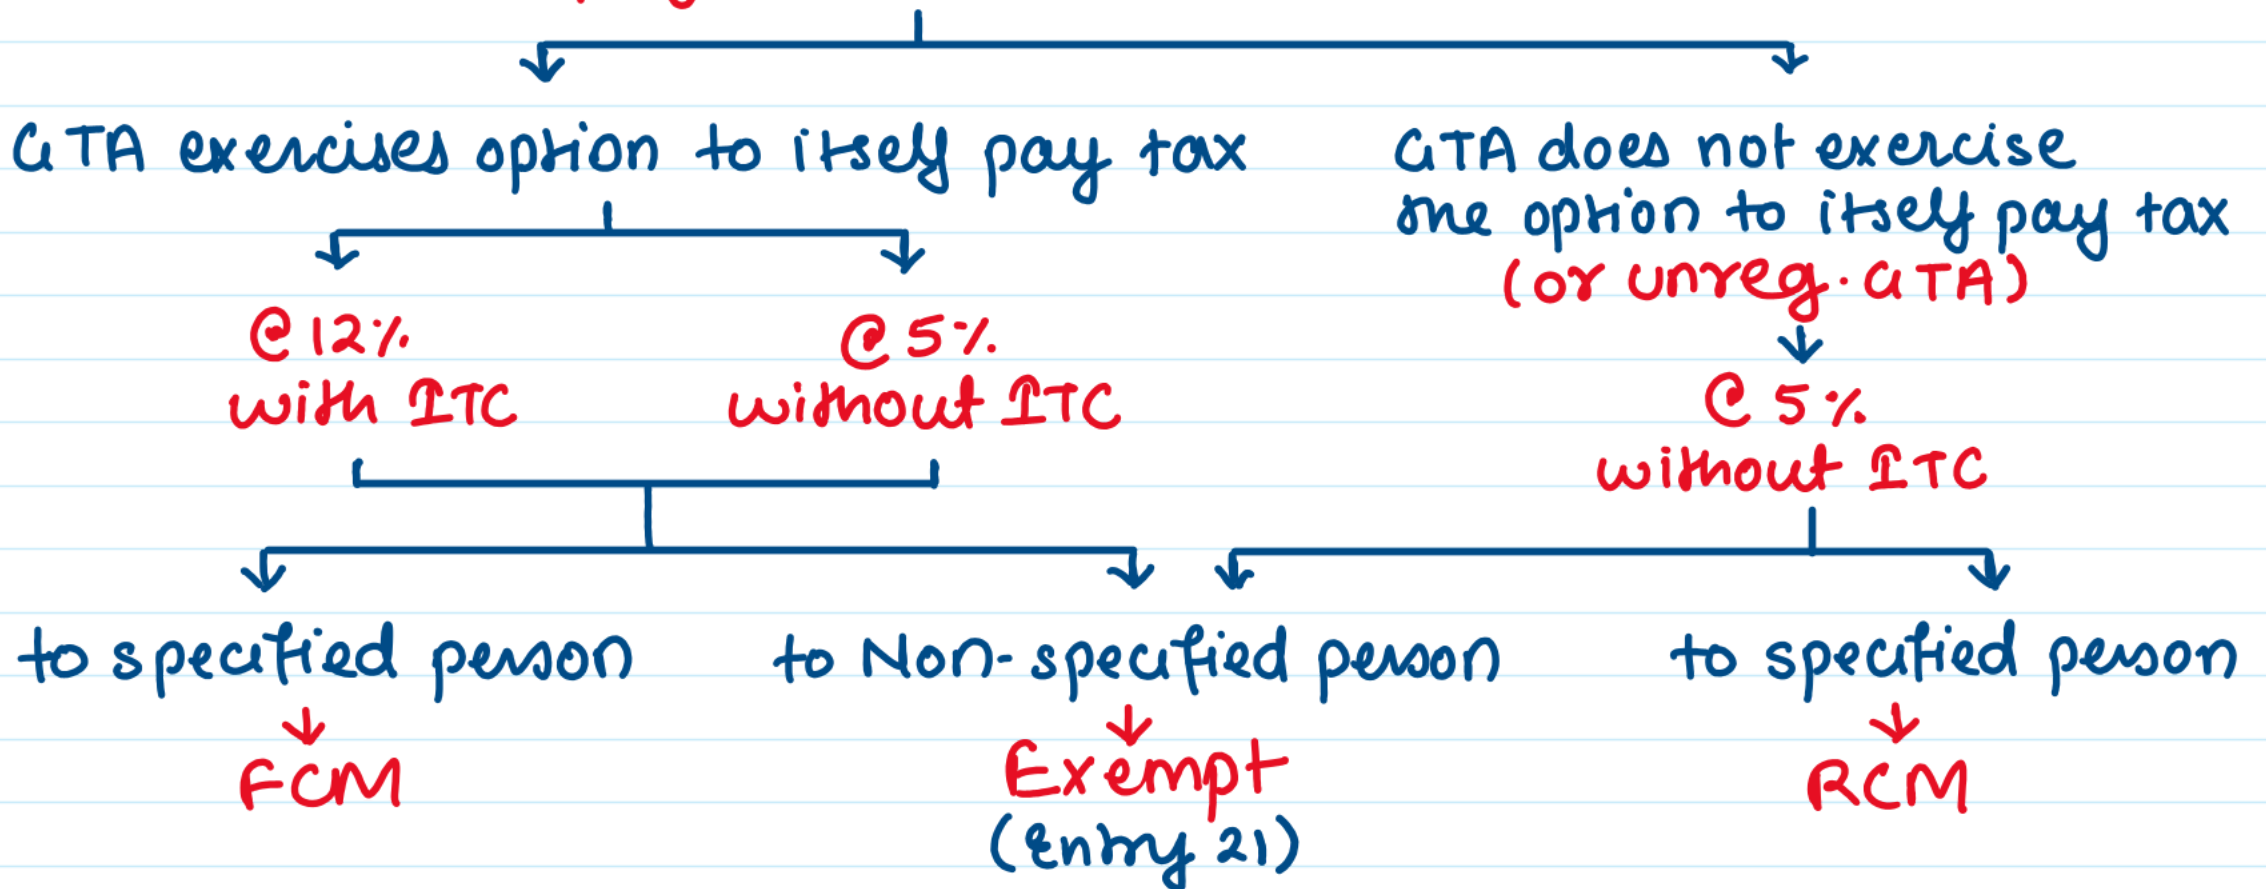 GTA exercises option to itself pay tax
GTA does not exercise
the option to itself pay tax
(or unreg. GTA)
@ 12%
with ITC
@ 5%
without ITC
@ 5%
without ITC
to specified person
to Non-specified person
to specified person
FCM
Exempt
(Entry 21)
RCM